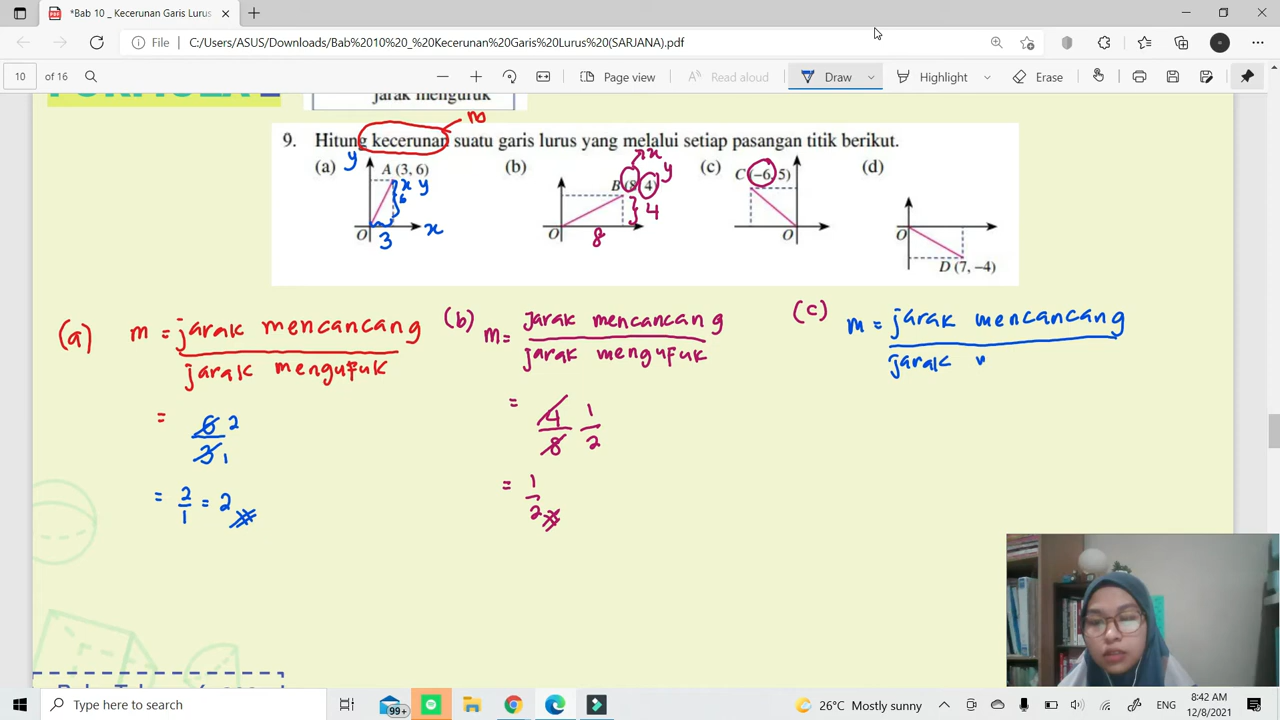 *Bab 10 _ Kecerunan Garis Lurus
File C:/Users/ASUS/Downloads/Bab%2010%20_%20Kecerunan%20Garis%20Lurus%20(SARJANA).pdf
10 of 16 Page view Read aloud Draw Highlight Erase
jarak mengufuk
m
9. Hitung kecerunan suatu garis lurus yang melalui setiap pasangan titik berikut.
(a) y A (3, 6) x y 6 O 3 x
(b) x B (8, 4) y 4 O 8
(c) C (–6, 5) O
(d) O D (7, –4)
(a) m = jarak mencancang
jarak mengufuk
= 6 2
3 1
= 2/1 = 2
(b) m = jarak mencancang
jarak mengufuk
= 4/8 1/2
= 1/2
(c) m = jarak mencancang
jarak
Type here to search
99+
26°C Mostly sunny
ENG
8:42 AM
12/8/2021